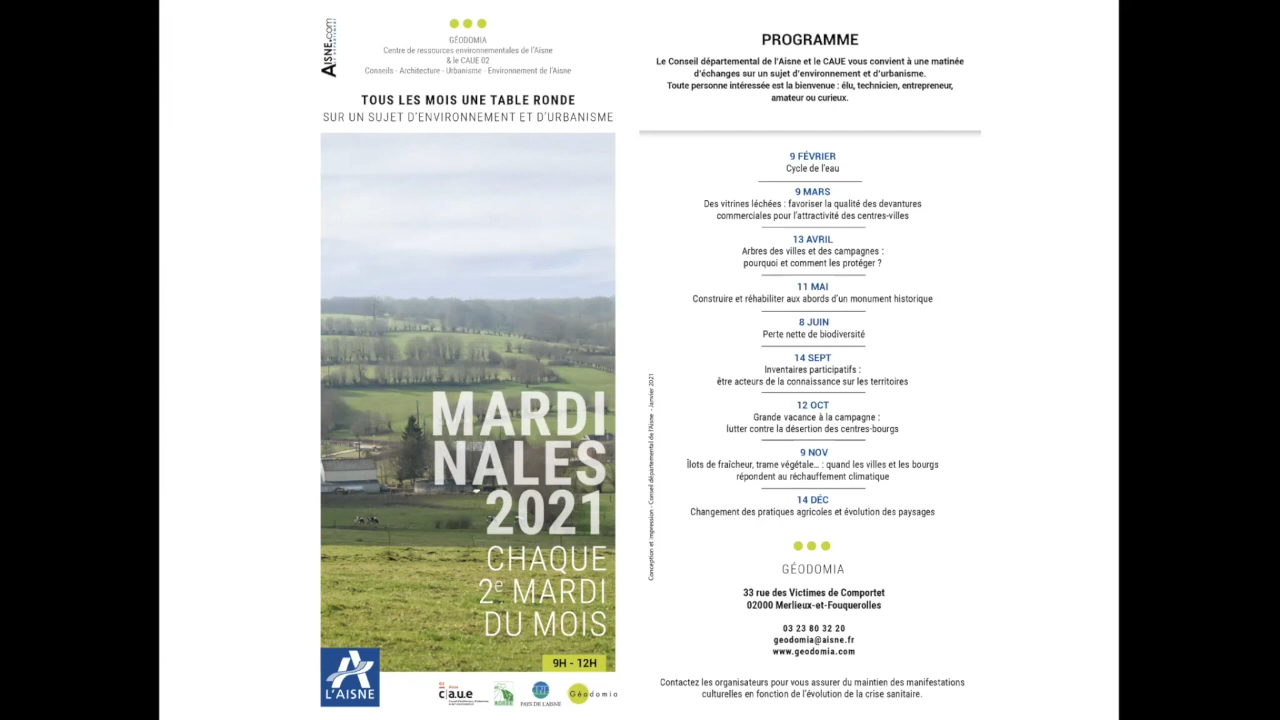 AISNE.com
LE DÉPARTEMENT
GÉODOMIA
Centre de ressources environnementales de l'Aisne
& le CAUE 02
Conseils - Architecture - Urbanisme - Environnement de l'Aisne
TOUS LES MOIS UNE TABLE RONDE
SUR UN SUJET D'ENVIRONNEMENT ET D'URBANISME
MARDI
NALES
2021
CHAQUE
2e MARDI
DU MOIS
9H - 12H
L'AISNE
c|a.u.e
PAYS DE L'AISNE
Géodomia
PROGRAMME
Le Conseil départemental de l'Aisne et le CAUE vous convient à une matinée
d'échanges sur un sujet d'environnement et d'urbanisme.
Toute personne intéressée est la bienvenue : élu, technicien, entrepreneur,
amateur ou curieux.
9 FÉVRIER
Cycle de l'eau
9 MARS
Des vitrines léchées : favoriser la qualité des devantures
commerciales pour l'attractivité des centres-villes
13 AVRIL
Arbres des villes et des campagnes :
pourquoi et comment les protéger ?
11 MAI
Construire et réhabiliter aux abords d'un monument historique
8 JUIN
Perte nette de biodiversité
14 SEPT
Inventaires participatifs :
être acteurs de la connaissance sur les territoires
12 OCT
Grande vacance à la campagne :
lutter contre la désertion des centres-bourgs
9 NOV
Îlots de fraîcheur, trame végétale... : quand les villes et les bourgs
répondent au réchauffement climatique
14 DÉC
Changement des pratiques agricoles et évolution des paysages
Conception et impression - Conseil départemental de l'Aisne - Janvier 2021
GÉODOMIA
33 rue des Victimes de Comportet
02000 Merlieux-et-Fouquerolles
03 23 80 32 20
geodomia@aisne.fr
www.geodomia.com
Contactez les organisateurs pour vous assurer du maintien des manifestations
culturelles en fonction de l'évolution de la crise sanitaire.